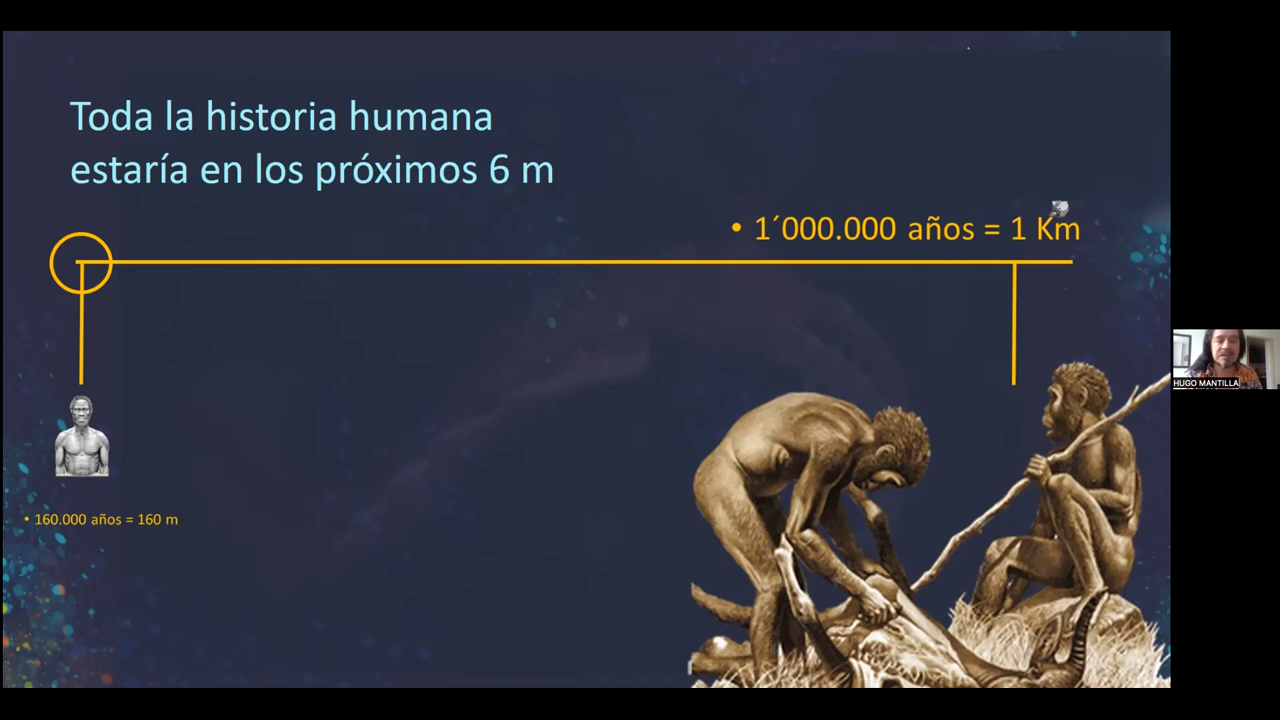 Toda la historia humana
estaría en los próximos 6 m
• 1´000.000 años = 1 Km
• 160.000 años = 160 m
HUGO MANTILLA